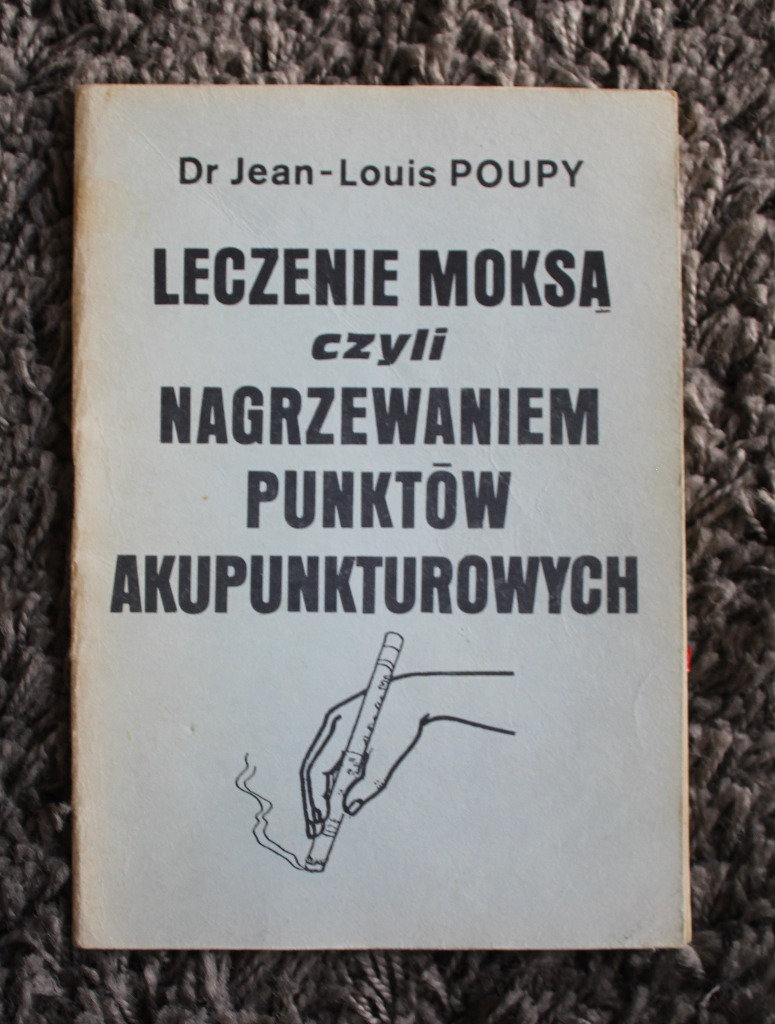 Dr Jean-Louis POUPY
LECZENIE MOKSĄ
czyli
NAGRZEWANIEM
PUNKTÓW
AKUPUNKTUROWYCH